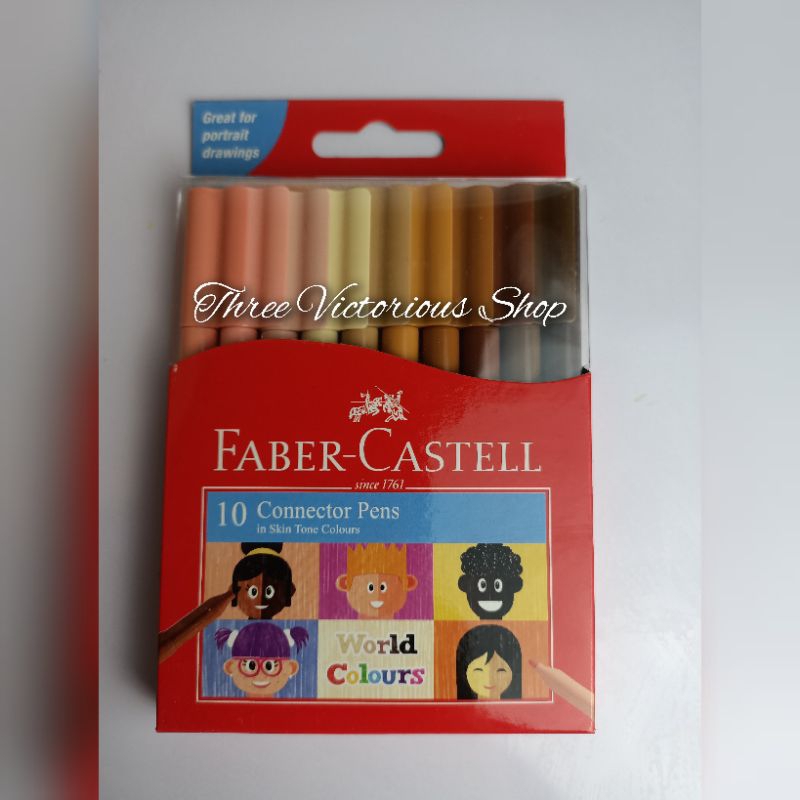 Great for
portrait
drawings
Three Victorious Shop
FABER-CASTELL
since 1761
10 Connector Pens
in Skin Tone Colours
World
Colours